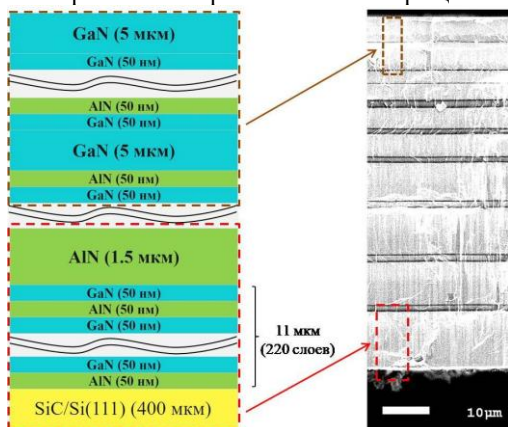 GaN (5 мкм)
GaN (50 нм)
AlN (50 нм)
GaN (50 нм)
GaN (5 мкм)
AlN (50 нм)
GaN (50 нм)
AlN (1.5 мкм)
GaN (50 нм)
AlN (50 нм)
GaN (50 нм)
GaN (50 нм)
AlN (50 нм)
SiC/Si(111) (400 мкм)
11 мкм
(220 слоев)
10μm